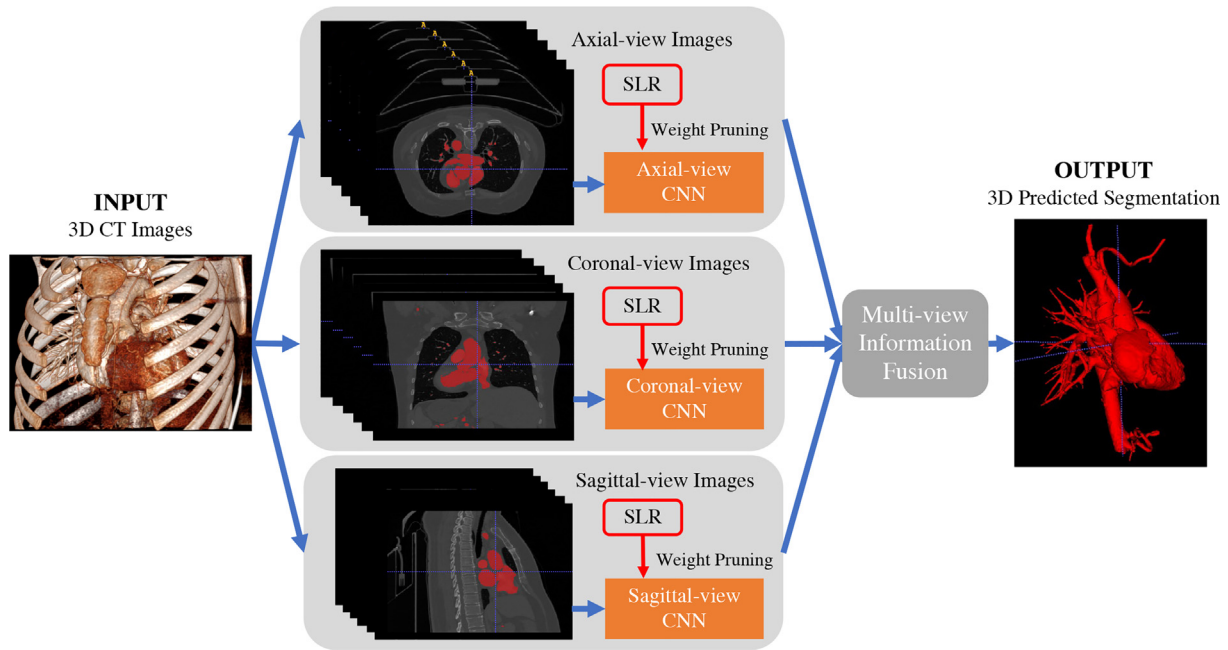 INPUT
3D CT Images
A
A
A
A
A
A
Axial-view Images
SLR
Weight Pruning
Axial-view
CNN
Coronal-view Images
SLR
Weight Pruning
Coronal-view
CNN
Sagittal-view Images
SLR
Weight Pruning
Sagittal-view
CNN
Multi-view
Information
Fusion
OUTPUT
3D Predicted Segmentation